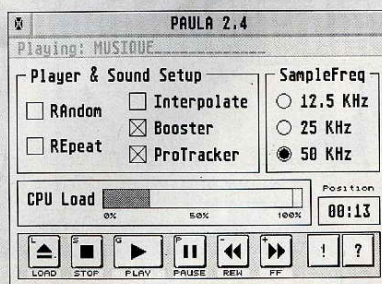 PAULA 2.4
Playing: MUSIQUE______________
Player & Sound Setup
RAndom
REpeat
Interpolate
Booster
ProTracker
SampleFreq
12.5 KHz
25 KHz
50 KHz
CPU Load
0% 50% 100%
Position
00:13
L S G P - +
! ?
LOAD STOP PLAY PAUSE REW FF